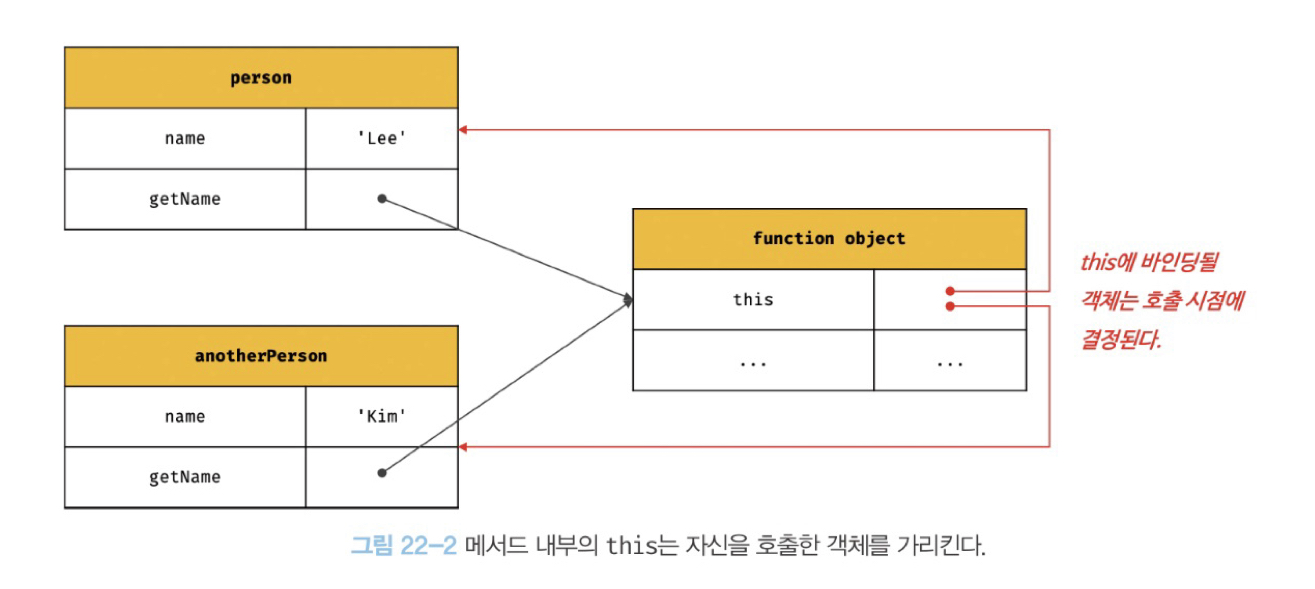 person
name
'Lee'
getName
function object
this
...
...
this에 바인딩될
객체는 호출 시점에
결정된다.
anotherPerson
name
'Kim'
getName
그림 22-2 메서드 내부의 this는 자신을 호출한 객체를 가리킨다.